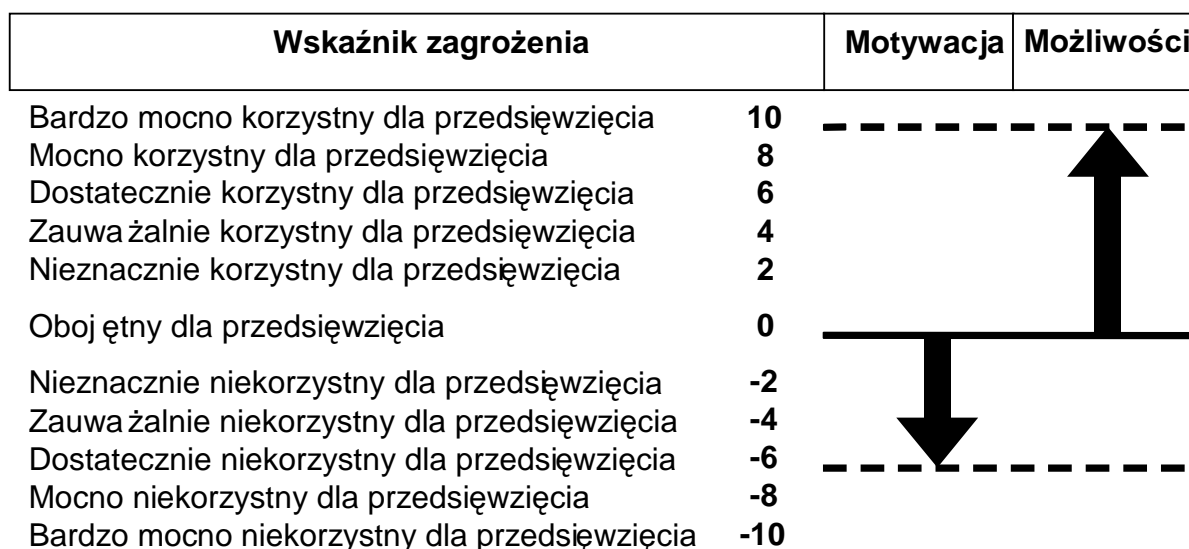 Wskaźnik zagrożenia Motywacja Możliwości
Bardzo mocno korzystny dla przedsięwzięcia 10
Mocno korzystny dla przedsięwzięcia 8
Dostatecznie korzystny dla przedsięwzięcia 6
Zauważalnie korzystny dla przedsięwzięcia 4
Nieznacznie korzystny dla przedsięwzięcia 2
Obojętny dla przedsięwzięcia 0
Nieznacznie niekorzystny dla przedsięwzięcia -2
Zauważalnie niekorzystny dla przedsięwzięcia -4
Dostatecznie niekorzystny dla przedsięwzięcia -6
Mocno niekorzystny dla przedsięwzięcia -8
Bardzo mocno niekorzystny dla przedsięwzięcia -10